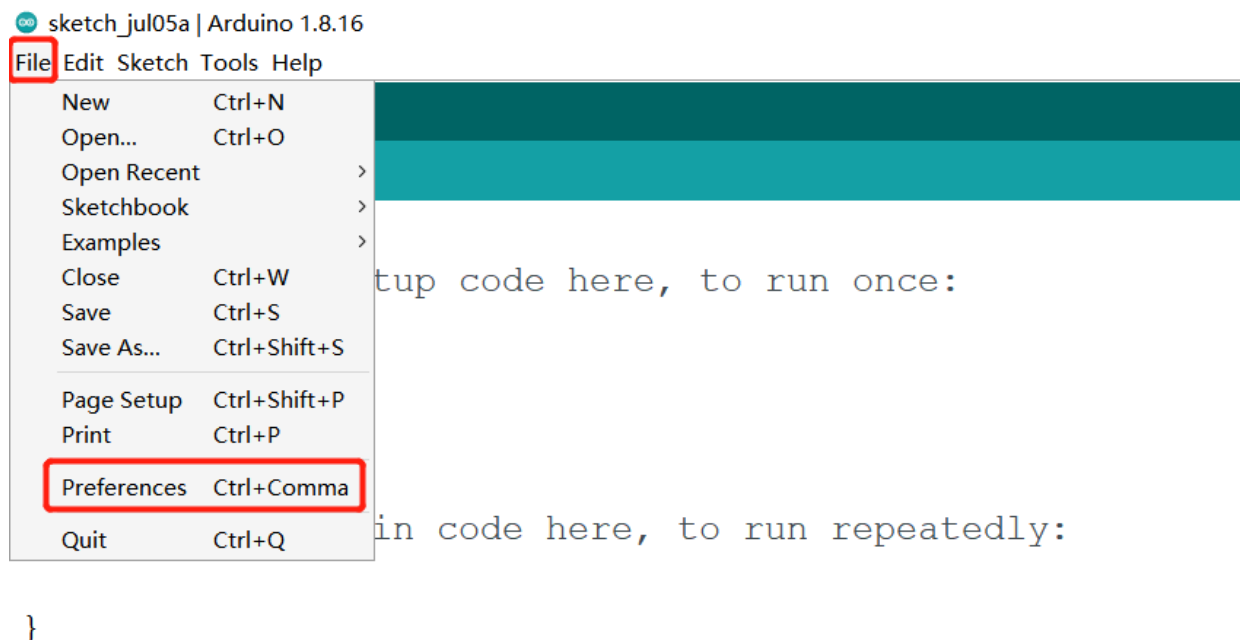 sketch_jul05a | Arduino 1.8.16
File Edit Sketch Tools Help
New Ctrl+N
Open... Ctrl+O
Open Recent >
Sketchbook >
Examples >
Close Ctrl+W
tup code here, to run once:
Save Ctrl+S
Save As... Ctrl+Shift+S
Page Setup Ctrl+Shift+P
Print Ctrl+P
Preferences Ctrl+Comma
in code here, to run repeatedly:
Quit Ctrl+Q
}